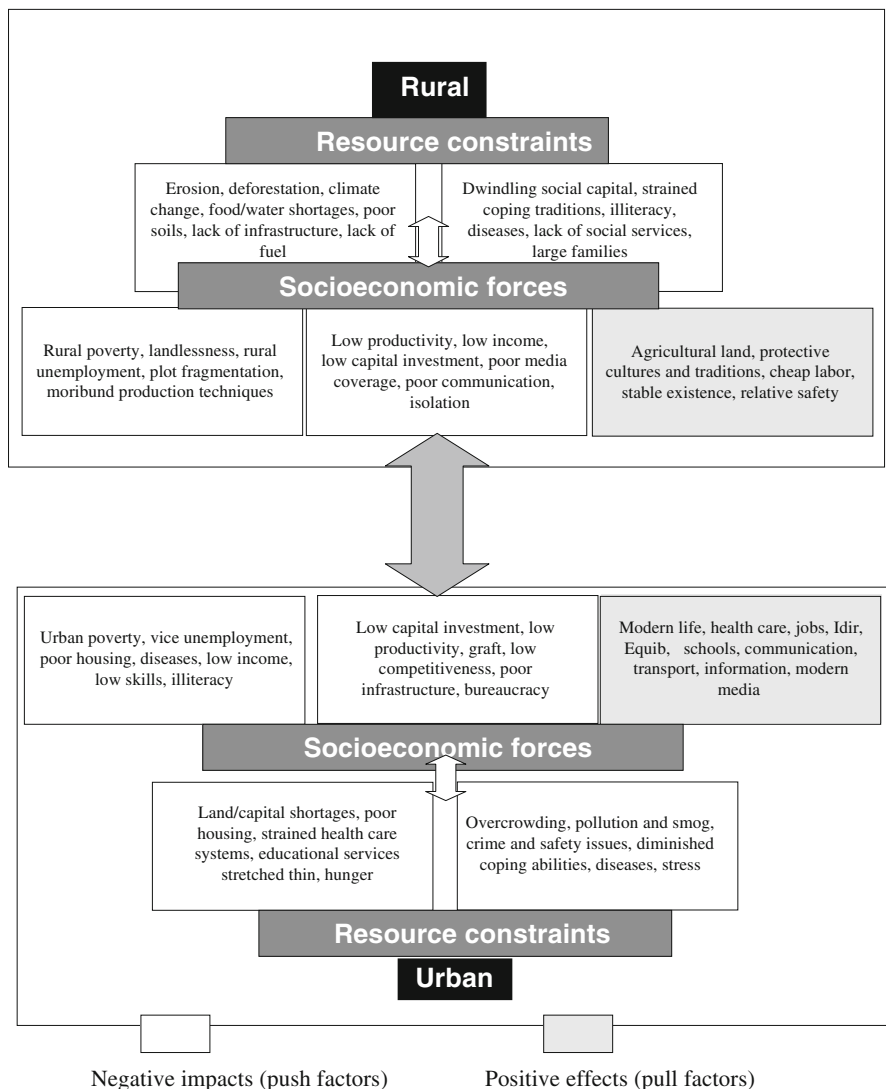 Rural
Resource constraints
Erosion, deforestation, climate
change, food/water shortages, poor
soils, lack of infrastructure, lack of
fuel
Dwindling social capital, strained
coping traditions, illiteracy,
diseases, lack of social services,
large families
Socioeconomic forces
Rural poverty, landlessness, rural
unemployment, plot fragmentation,
moribund production techniques
Low productivity, low income,
low capital investment, poor media
coverage, poor communication,
isolation
Agricultural land, protective
cultures and traditions, cheap labor,
stable existence, relative safety
Urban poverty, vice unemployment,
poor housing, diseases, low income,
low skills, illiteracy
Low capital investment, low
productivity, graft, low
competitiveness, poor
infrastructure, bureaucracy
Modern life, health care, jobs, Idir,
Equib, schools, communication,
transport, information, modern
media
Socioeconomic forces
Land/capital shortages, poor
housing, strained health care
systems, educational services
stretched thin, hunger
Overcrowding, pollution and smog,
crime and safety issues, diminished
coping abilities, diseases, stress
Resource constraints
Urban
Negative impacts (push factors)
Positive effects (pull factors)